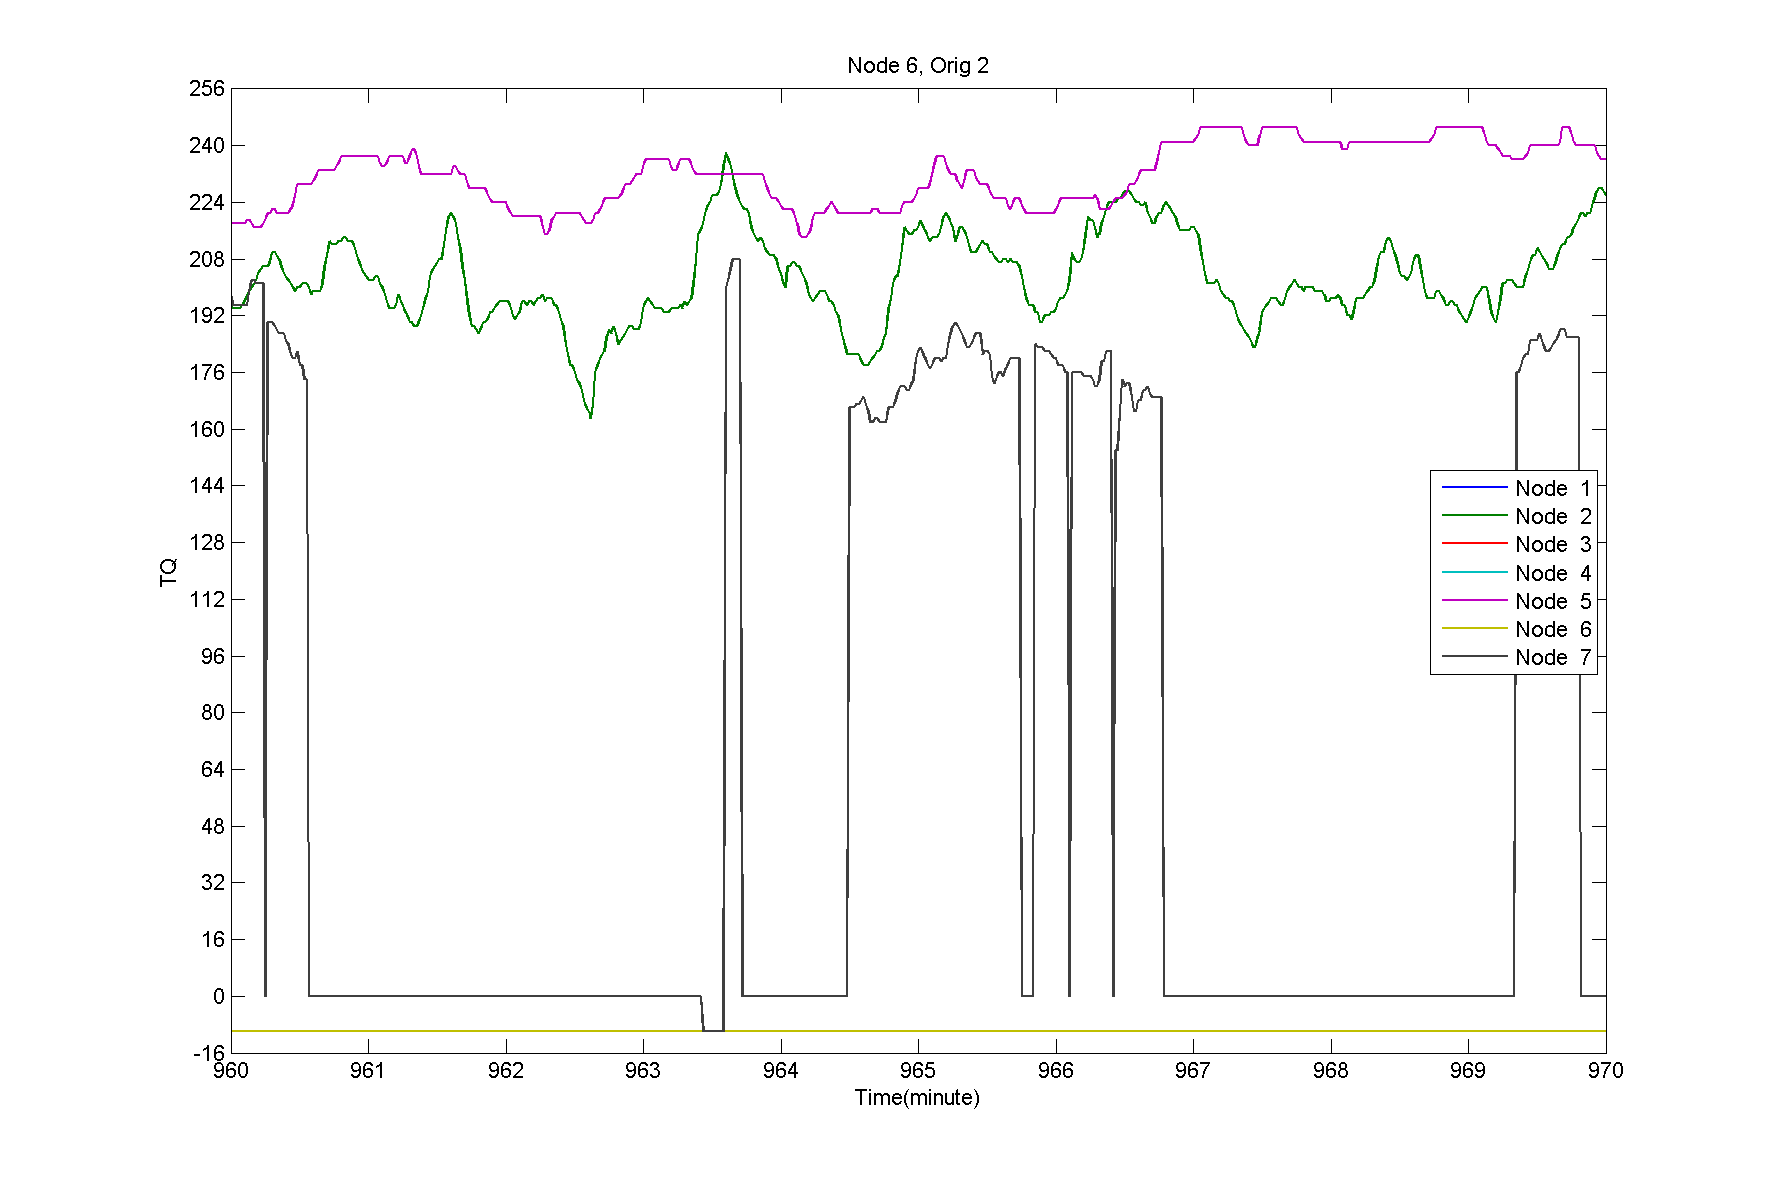 Node 6, Orig 2
256
240
224
208
192
176
160
144
128
112
96
80
64
48
32
16
0
-16
TQ
Node 1
Node 2
Node 3
Node 4
Node 5
Node 6
Node 7
960 961 962 963 964 965 966 967 968 969 970
Time(minute)